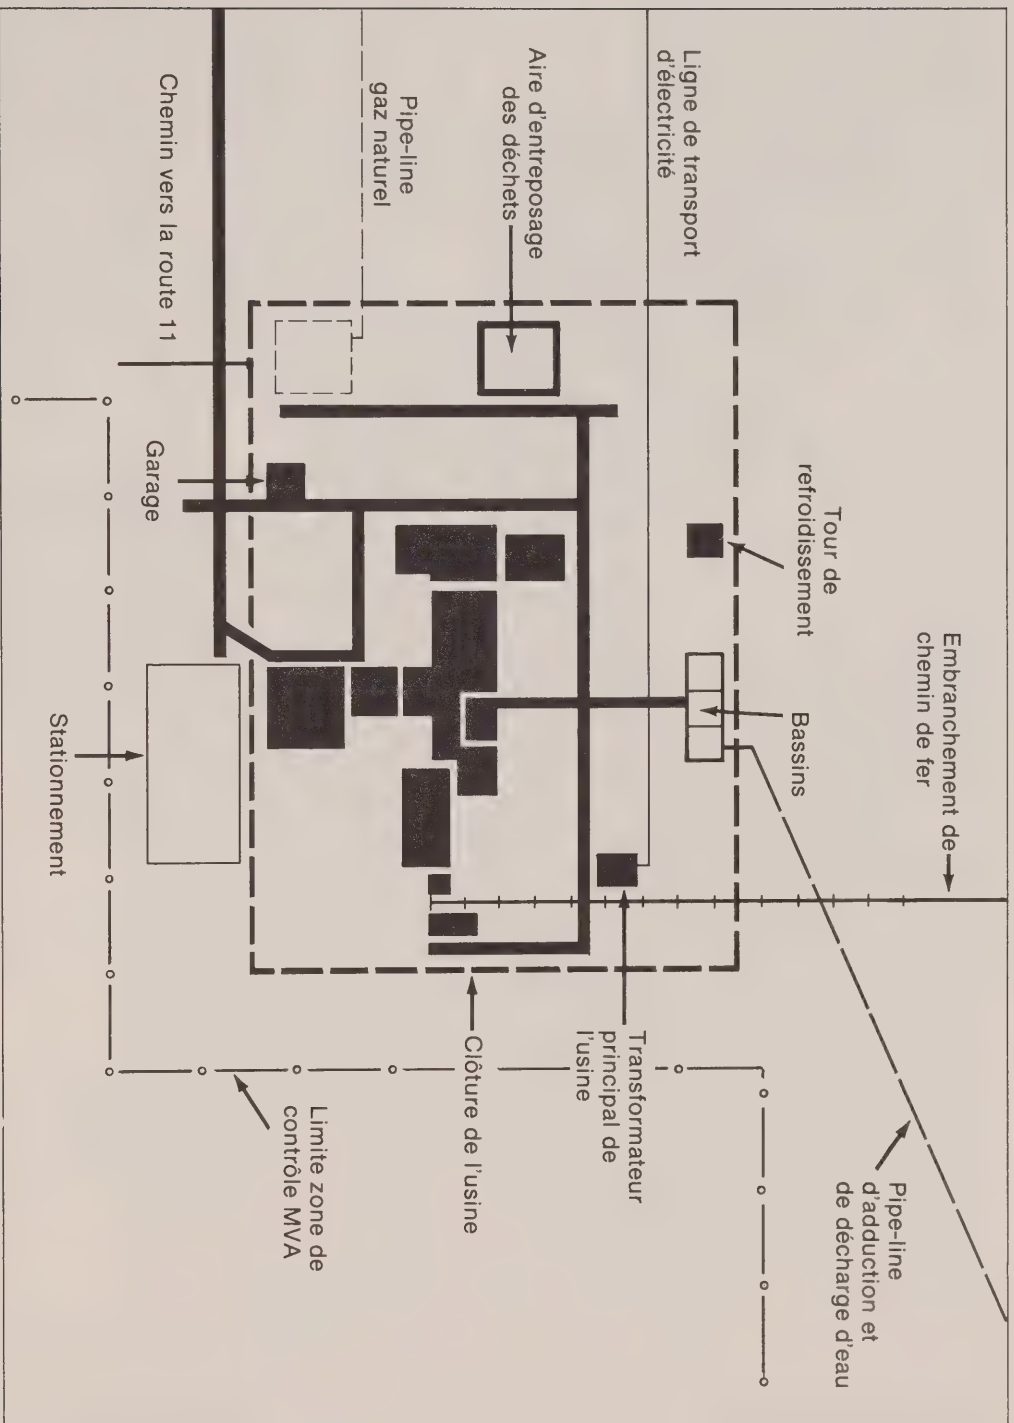 Ligne de transport
d'électricité
Aire d'entreposage
des déchets
Pipe-line
gaz naturel
Chemin vers la route 11
Embranchement de
chemin de fer
Tour de
refroidissement
Bassins
Garage
Stationnement
Pipe-line
d'adduction et
de décharge d'eau
Transformateur
principal de
l'usine
Clôture de l'usine
Limite zone de
contrôle MVA